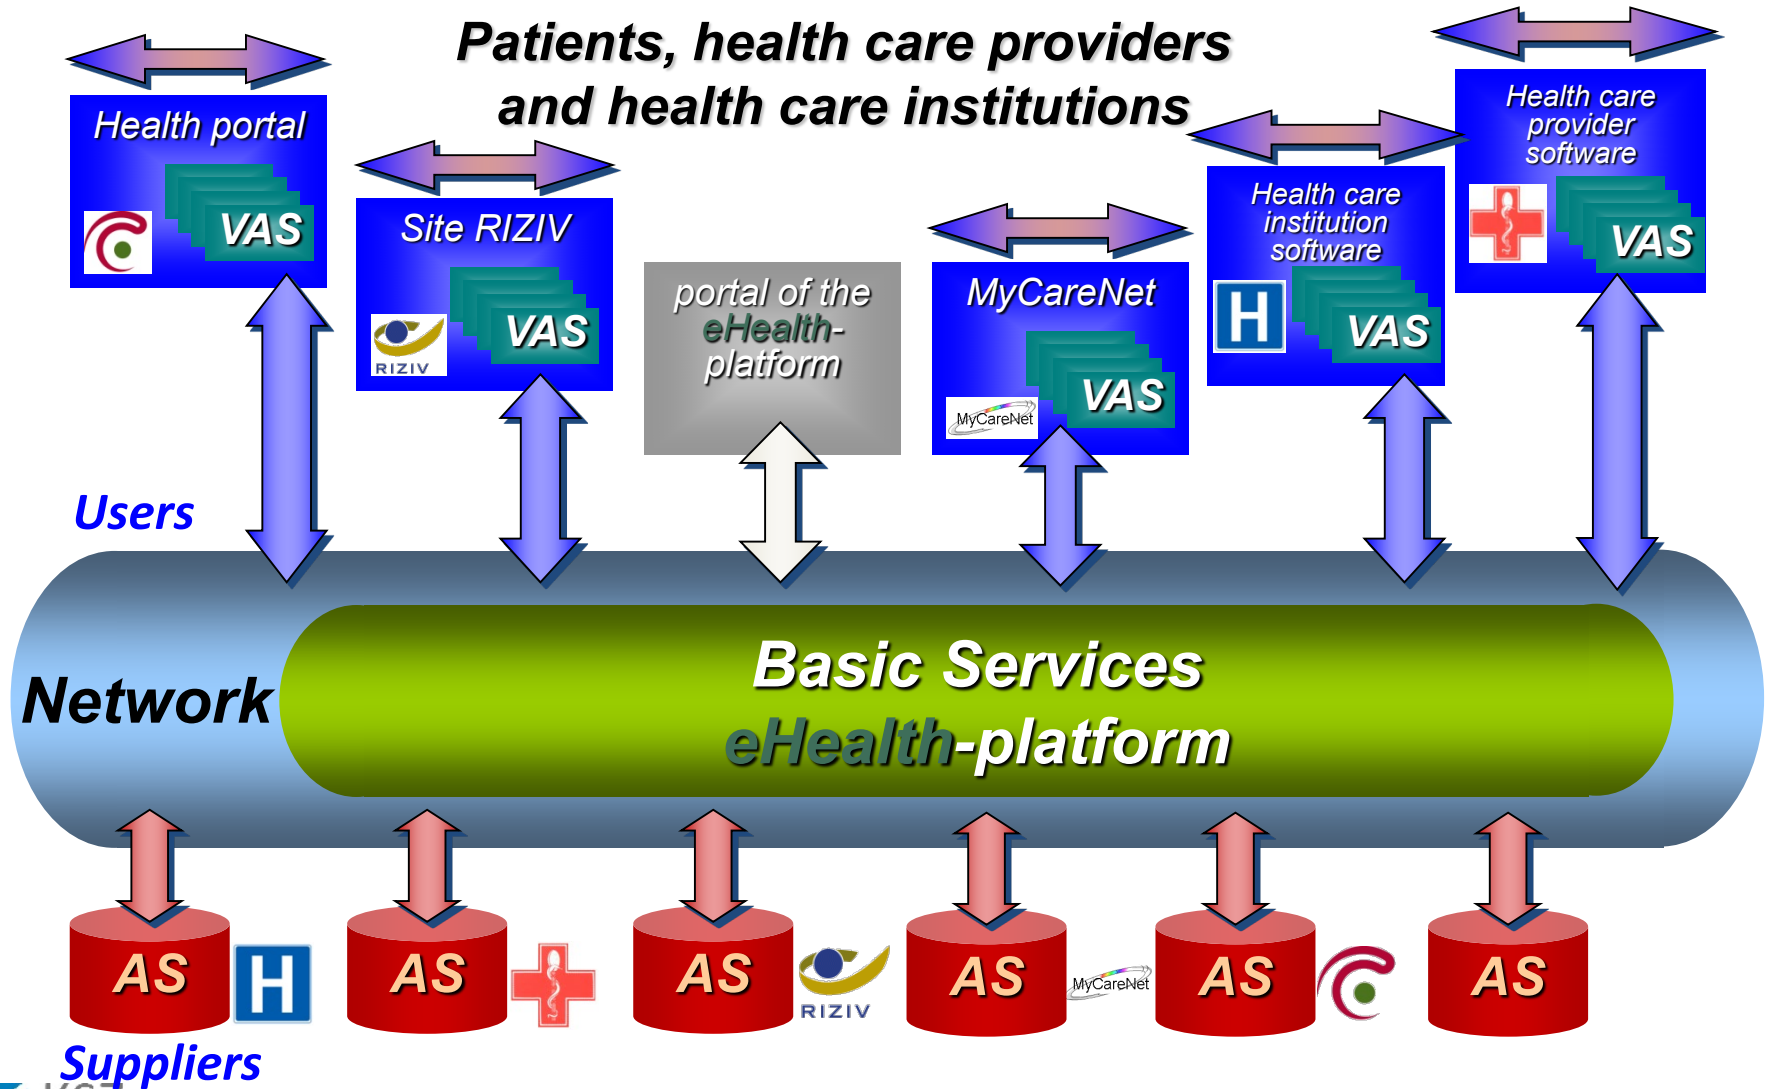 Patients, health care providers
and health care institutions
Health portal
VAS
Site RIZIV
VAS
RIZIV
portal of the
eHealth-
platform
MyCareNet
VAS
MyCareNet
Health care
institution
software
H
VAS
Health care
provider
software
VAS
Users
Network
Basic Services
eHealth-platform
AS
H
AS
AS
RIZIV
AS
MyCareNet
AS
AS
Suppliers